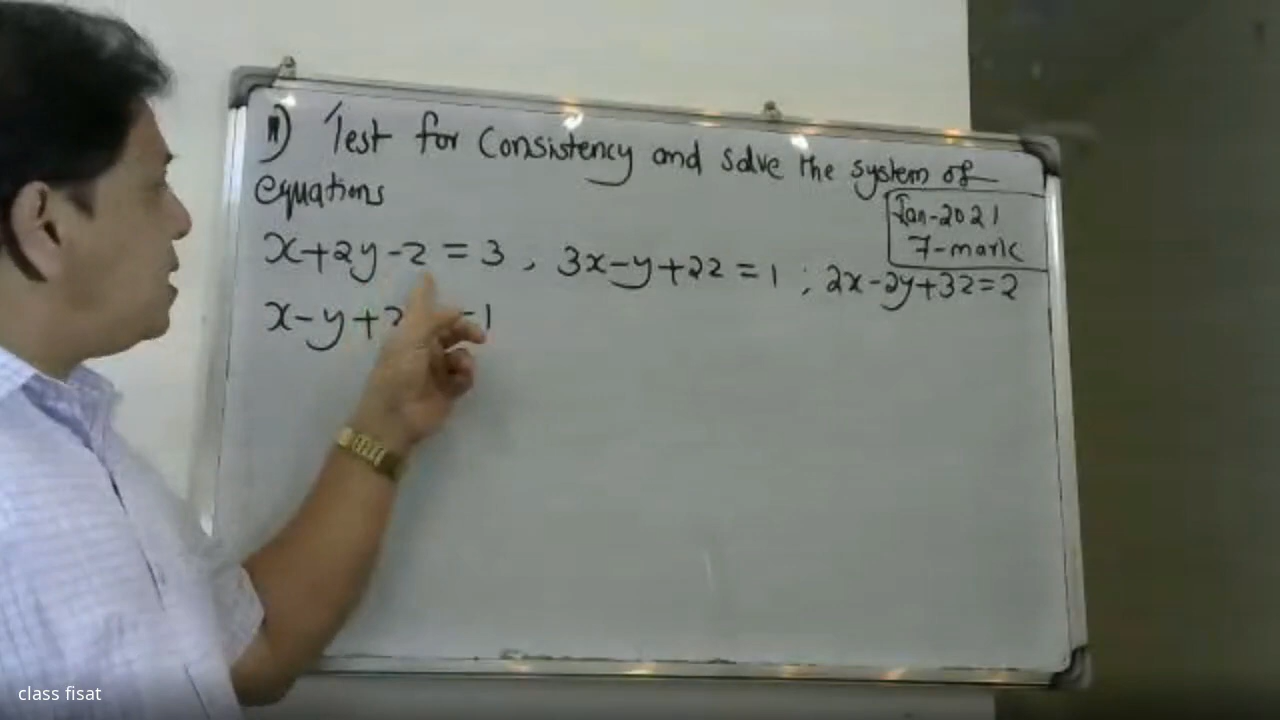 11) Test for Consistency and solve the system of
equations
Jan-2021
7-mark
x+2y-z=3, 3x-y+2z=1; 2x-2y+3z=2
x-y+
-1
class fisat